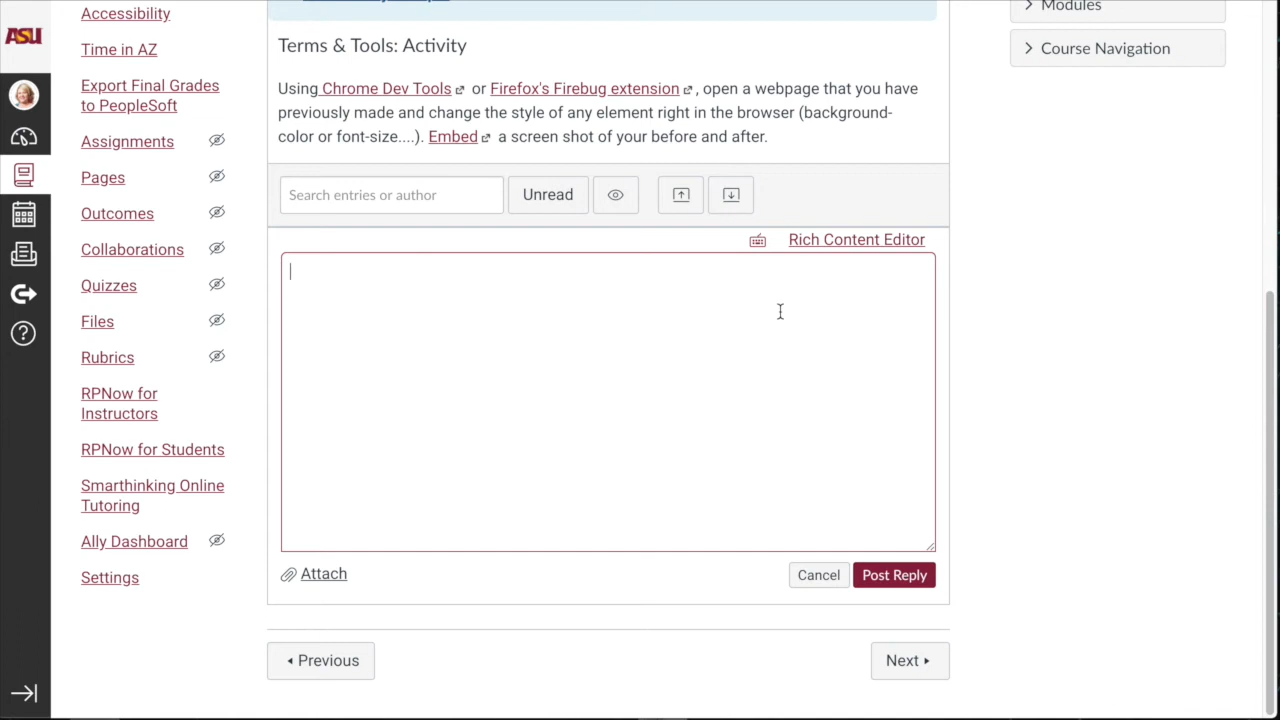 ASU
Accessibility
Time in AZ
Export Final Grades
to PeopleSoft
Assignments
Pages
Outcomes
Collaborations
Quizzes
Files
Rubrics
RPNow for
Instructors
RPNow for Students
Smarthinking Online
Tutoring
Ally Dashboard
Settings
Terms & Tools: Activity
Using Chrome Dev Tools or Firefox's Firebug extension , open a webpage that you have
previously made and change the style of any element right in the browser (background-
color or font-size....). Embed a screen shot of your before and after.
Search entries or author
Unread
Rich Content Editor
Attach
Cancel
Post Reply
Previous
Next
Modules
Course Navigation